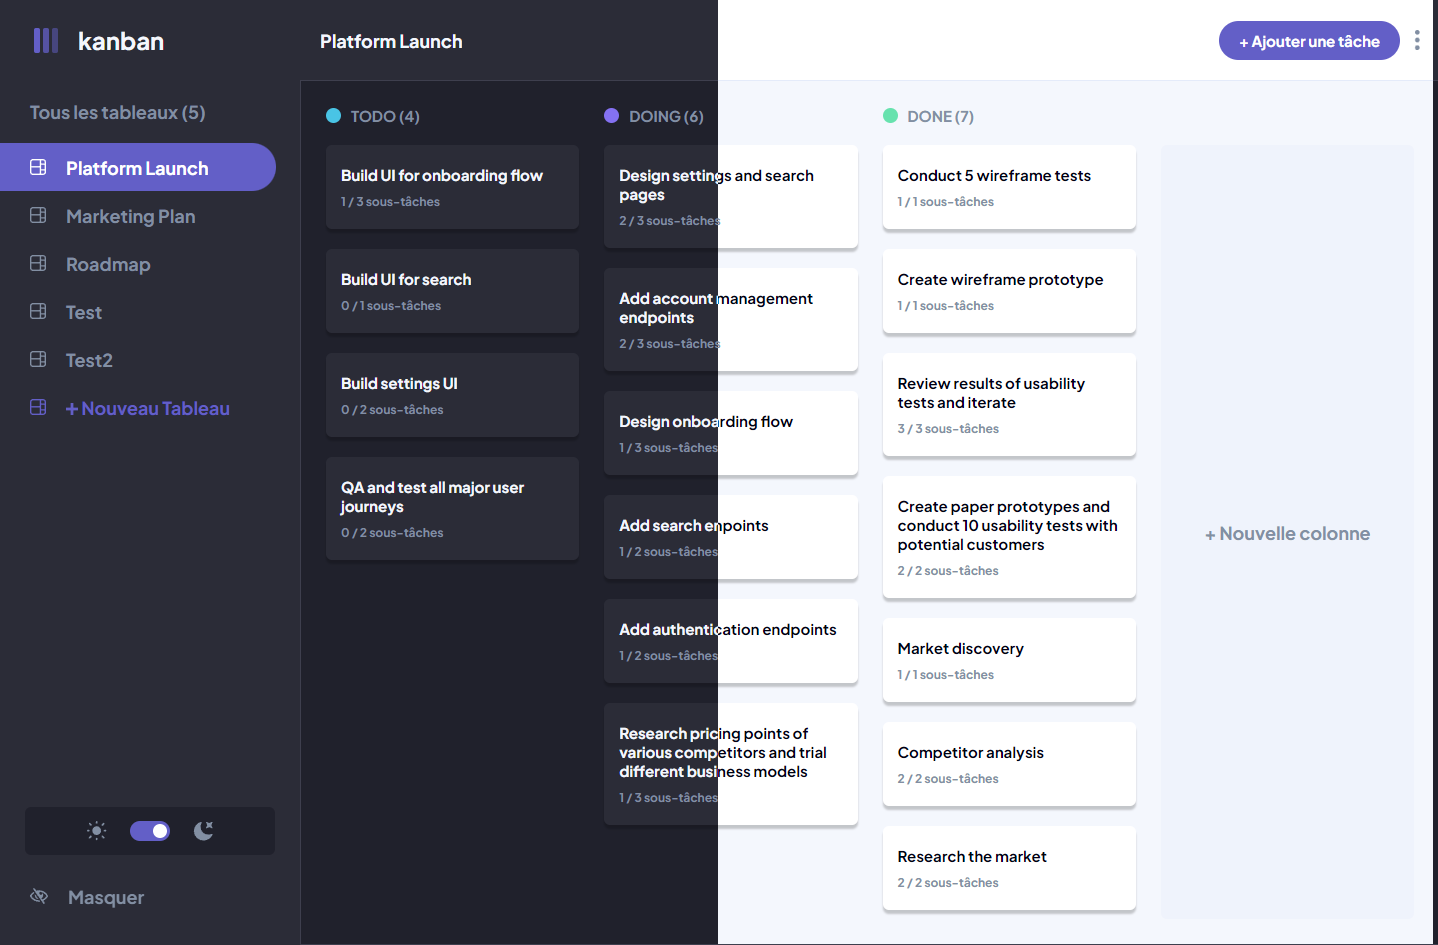 kanban
Platform Launch
+ Ajouter une tâche
Tous les tableaux (5)
Platform Launch
Marketing Plan
Roadmap
Test
Test2
+ Nouveau Tableau
Masquer
TODO (4)
Build UI for onboarding flow
1 / 3 sous-tâches
Build UI for search
0 / 1 sous-tâches
Build settings UI
0 / 2 sous-tâches
QA and test all major user
journeys
0 / 2 sous-tâches
DOING (6)
Design settings and search
pages
2 / 3 sous-tâches
Add account management
endpoints
2 / 3 sous-tâches
Design onboarding flow
1 / 3 sous-tâches
Add search enpoints
1 / 2 sous-tâches
Add authentication endpoints
1 / 2 sous-tâches
Research pricing points of
various competitors and trial
different business models
1 / 3 sous-tâches
DONE (7)
Conduct 5 wireframe tests
1 / 1 sous-tâches
Create wireframe prototype
1 / 1 sous-tâches
Review results of usability
tests and iterate
3 / 3 sous-tâches
Create paper prototypes and
conduct 10 usability tests with
potential customers
2 / 2 sous-tâches
Market discovery
1 / 1 sous-tâches
Competitor analysis
2 / 2 sous-tâches
Research the market
2 / 2 sous-tâches
+ Nouvelle colonne